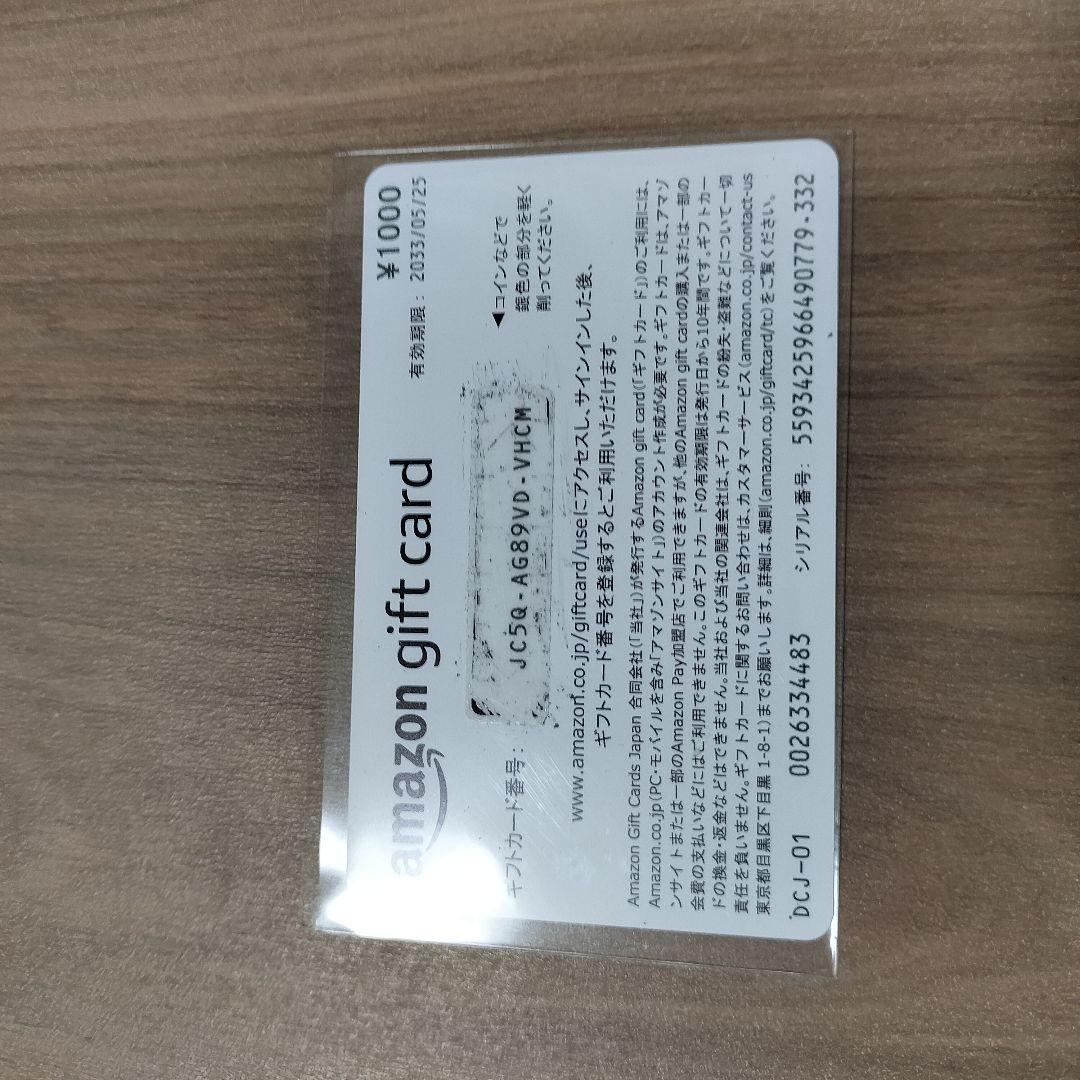 amazon gift card
¥1000
有効期限: 2033/05/25
ギフトカード番号:
JC5Q-AG89VD-VHCM
◀コインなどで
銀色の部分を軽く
削ってください。
www.amazon.co.jp/giftcard/useにアクセスし、サインインした後、
ギフトカード番号を登録するとご利用いただけます。
Amazon Gift Cards Japan 合同会社(「当社」)が発行するAmazon gift card(「ギフトカード」)のご利用には、
Amazon.co.jp(PC・モバイルを含み「アマゾンサイト」)のアカウント作成が必要です。ギフトカードは、アマゾ
ンサイトまたは一部のAmazon Pay加盟店でご利用できますが、他のAmazon gift cardの購入または一部の
会費の支払いなどにはご利用できません。このギフトカードの有効期限は発行日から10年間です。ギフトカー
ドの換金・返金などはできません。当社および当社の関連会社は、ギフトカードの紛失・盗難などについて一切
責任を負いません。ギフトカードに関するお問い合わせは、カスタマーサービス(amazon.co.jp/contact-us
東京都目黒区下目黒 1-8-1)までお願いします。詳細は、細則(amazon.co.jp/giftcard/tc)をご覧ください。
DCJ-01 0026334483 シリアル番号: 5593425966490779-332